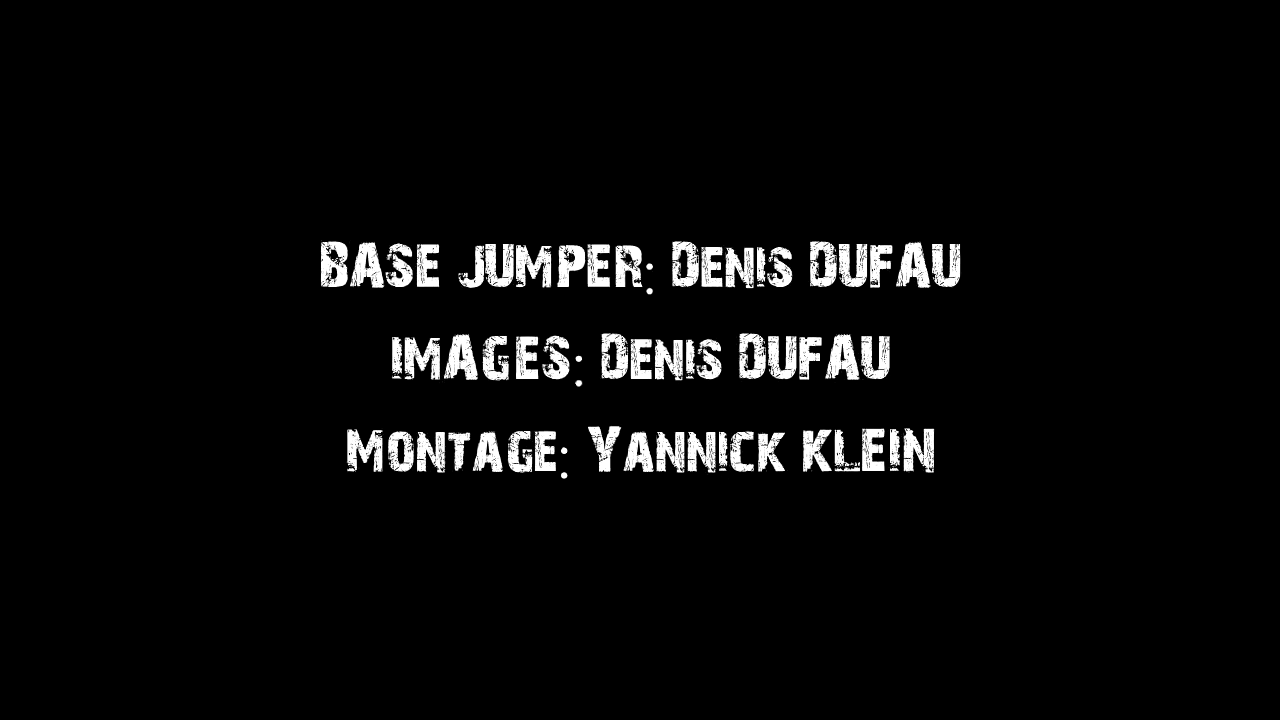 BASE JUMPER: Denis DUFAU
IMAGES: Denis DUFAU
Montage: Yannick KLEIN